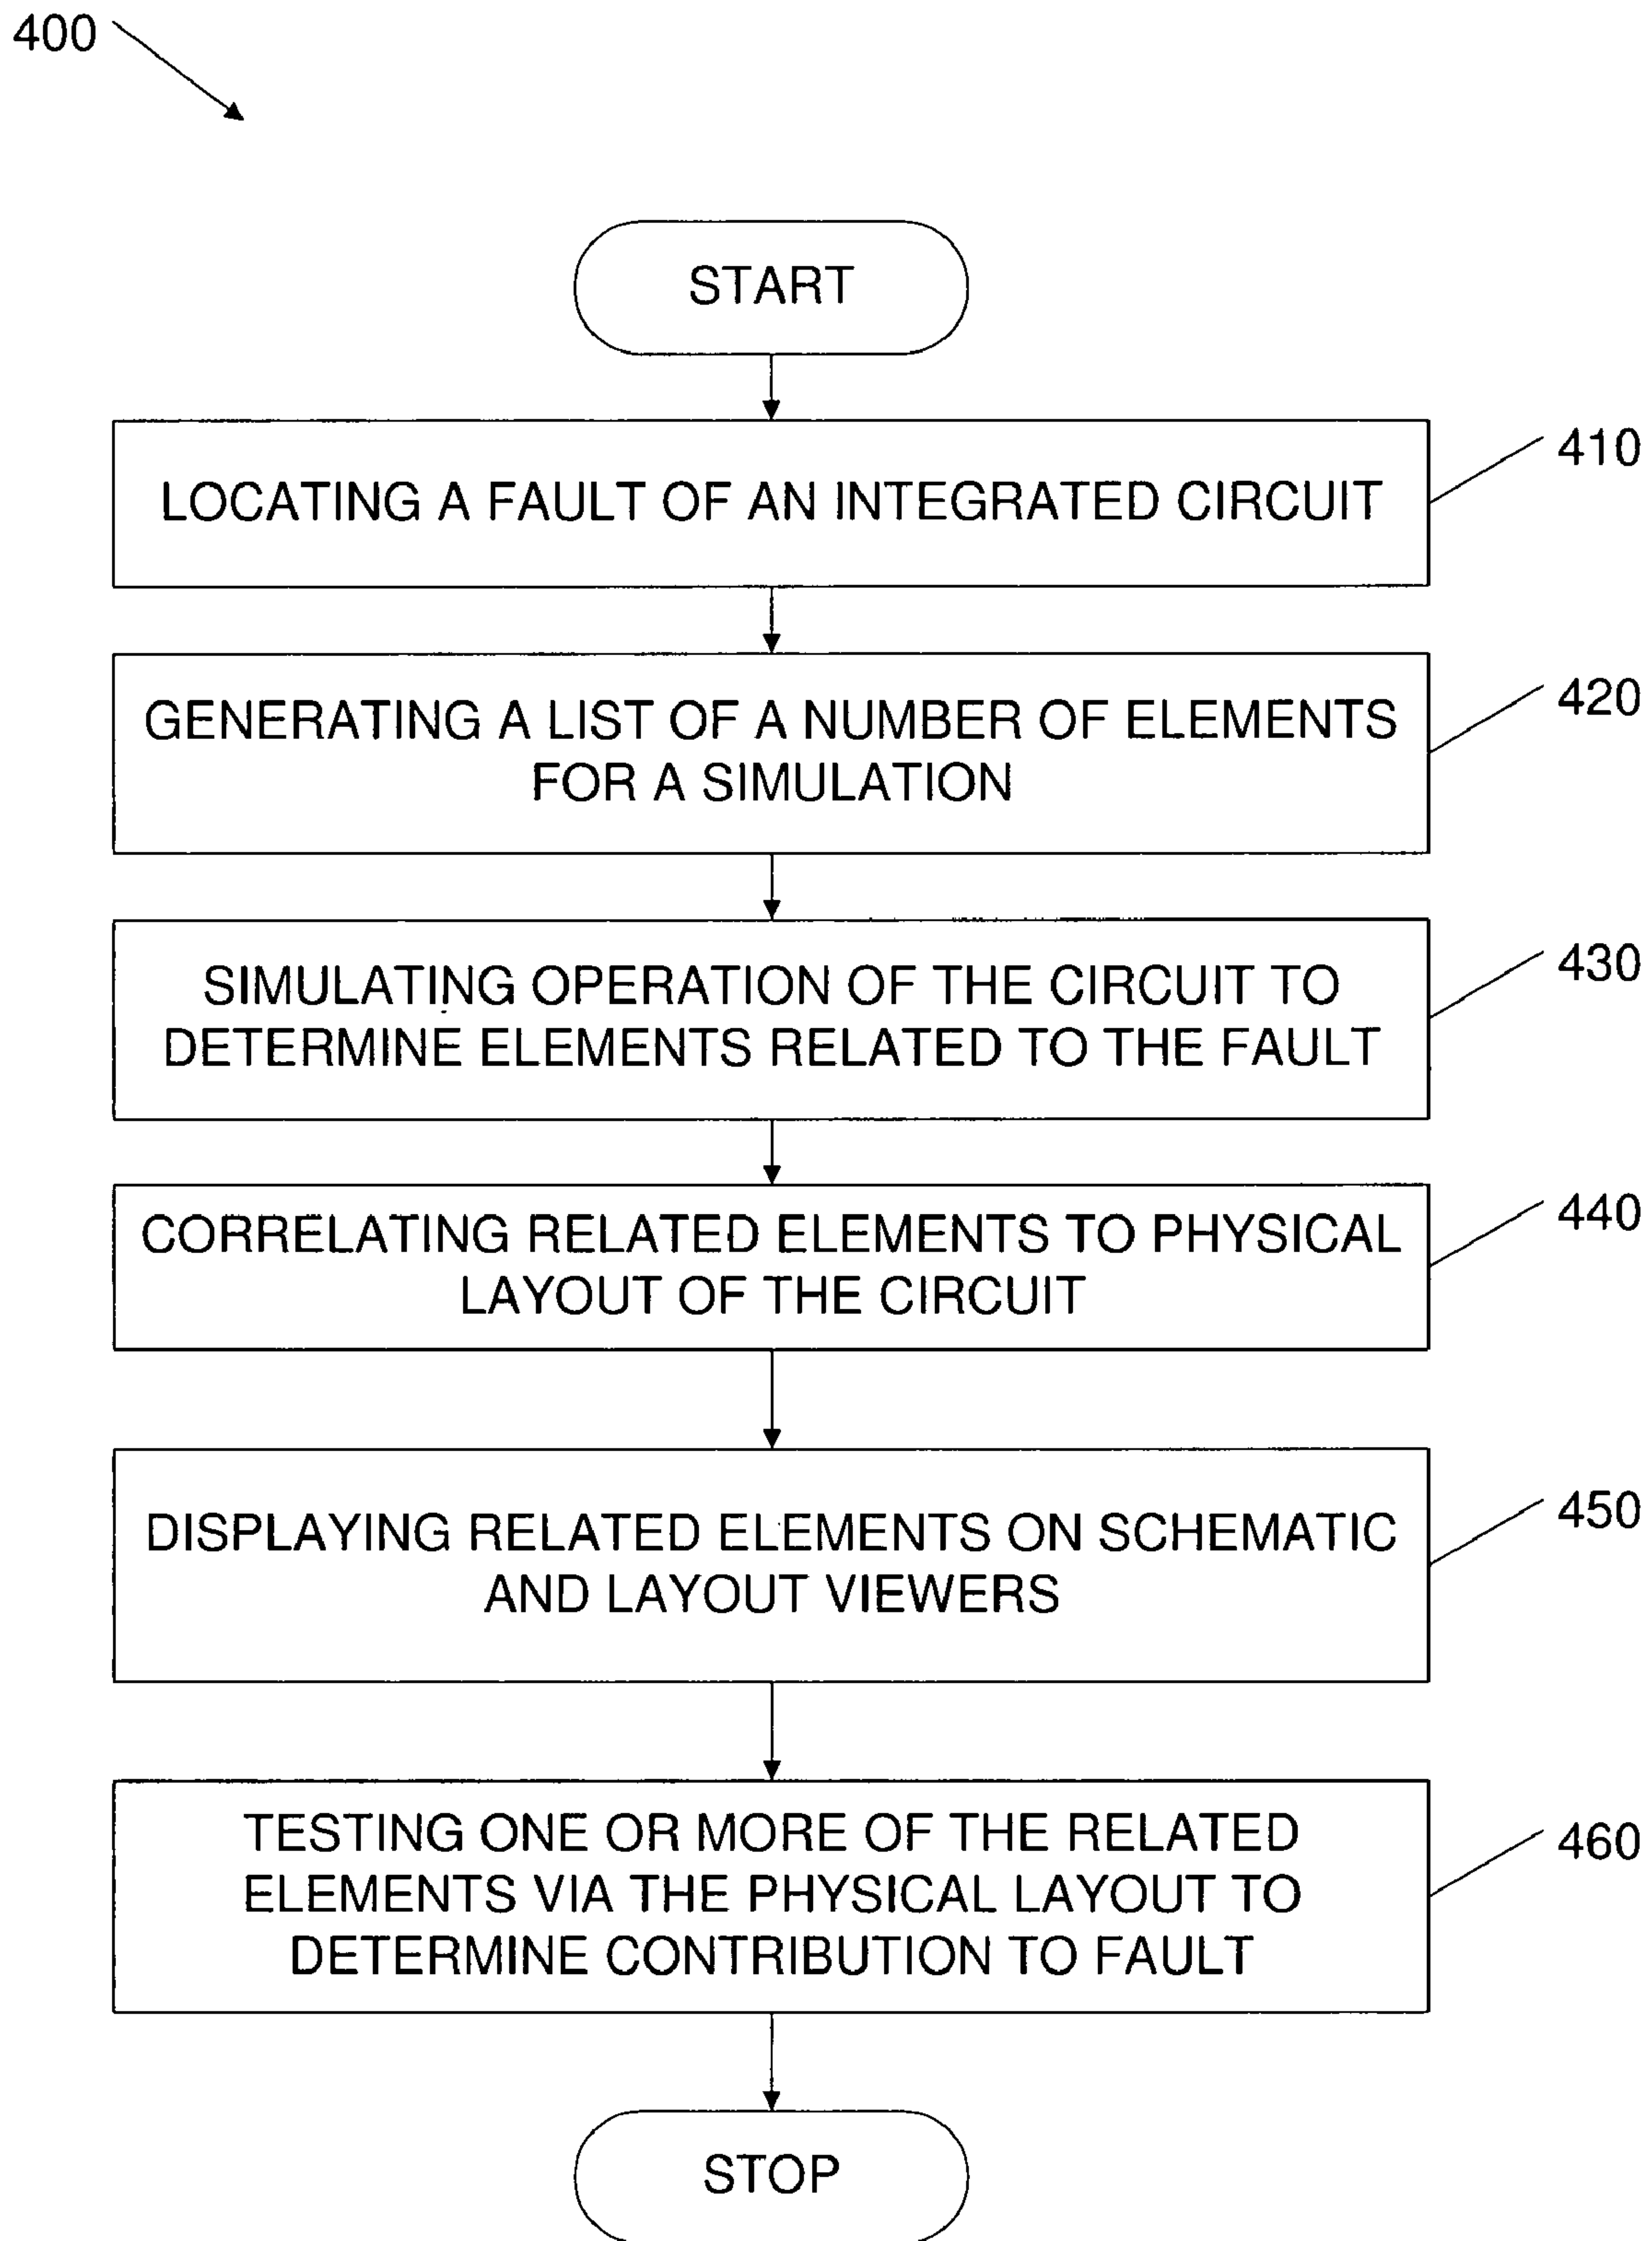 400
START
LOCATING A FAULT OF AN INTEGRATED CIRCUIT
410
GENERATING A LIST OF A NUMBER OF ELEMENTS
FOR A SIMULATION
420
SIMULATING OPERATION OF THE CIRCUIT TO
DETERMINE ELEMENTS RELATED TO THE FAULT
430
CORRELATING RELATED ELEMENTS TO PHYSICAL
LAYOUT OF THE CIRCUIT
440
DISPLAYING RELATED ELEMENTS ON SCHEMATIC
AND LAYOUT VIEWERS
450
TESTING ONE OR MORE OF THE RELATED
ELEMENTS VIA THE PHYSICAL LAYOUT TO
DETERMINE CONTRIBUTION TO FAULT
460
STOP